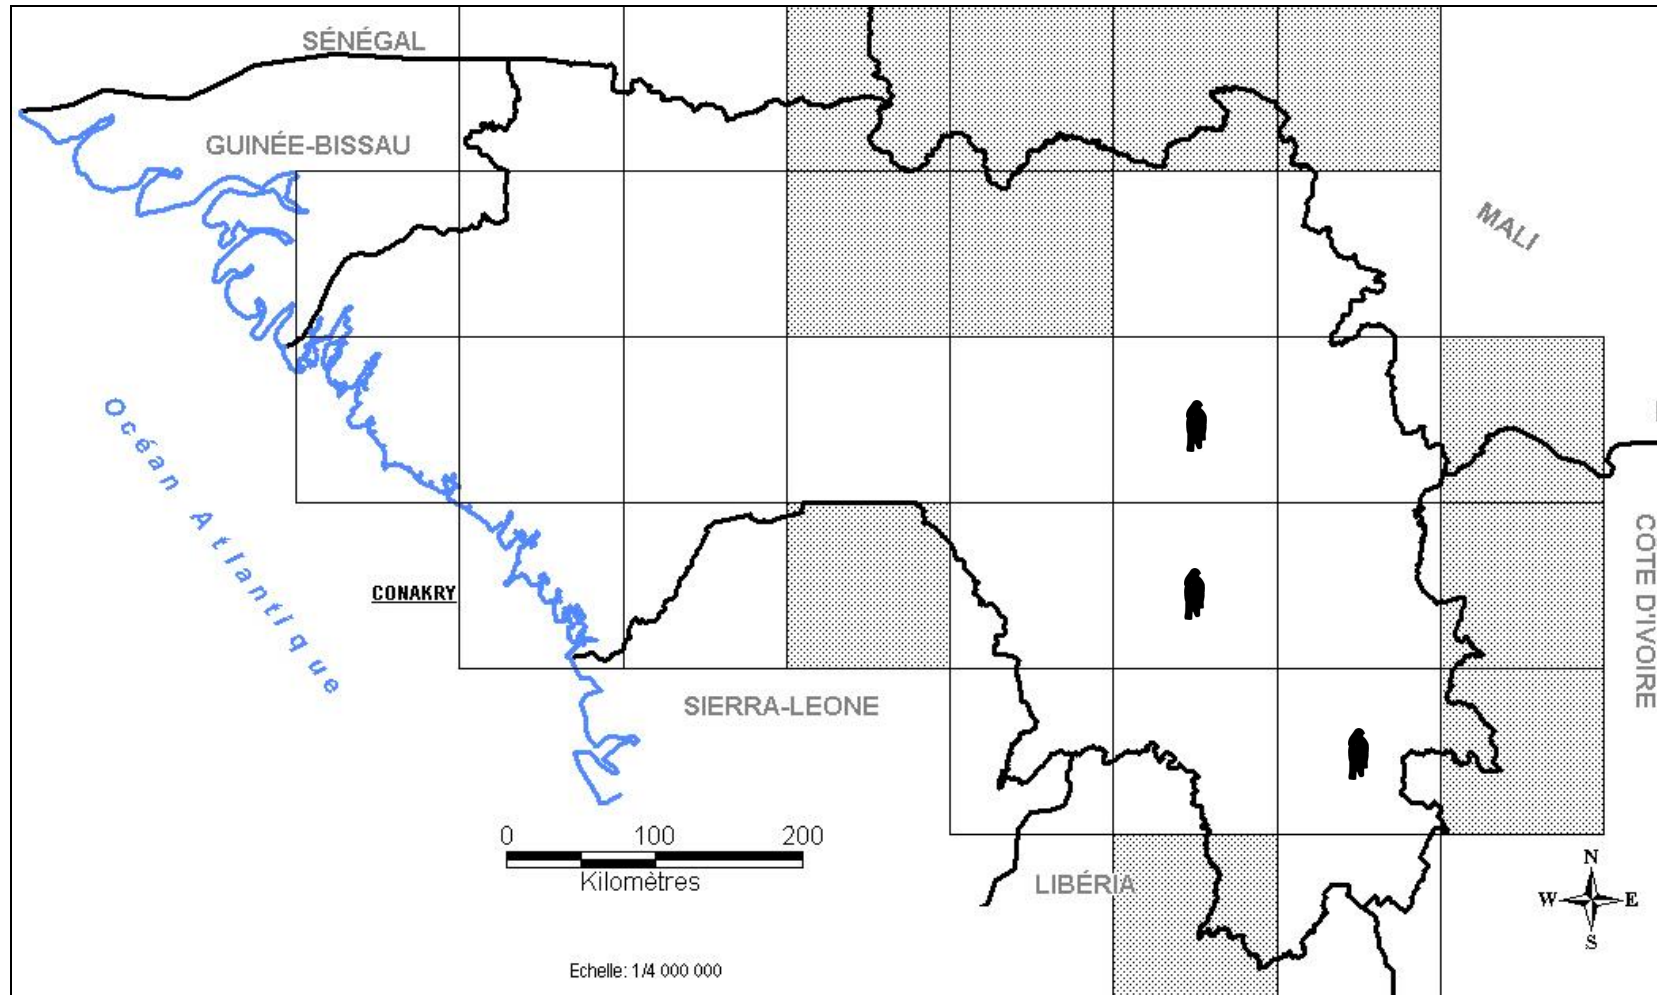 SÉNÉGAL
GUINÉE-BISSAU
MALI
Océan Atlantique
CONAKRY
CÔTE D'IVOIRE
SIERRA-LEONE
0 100 200
Kilomètres
LIBÉRIA
N
W E
S
Echelle: 1/4 000 000